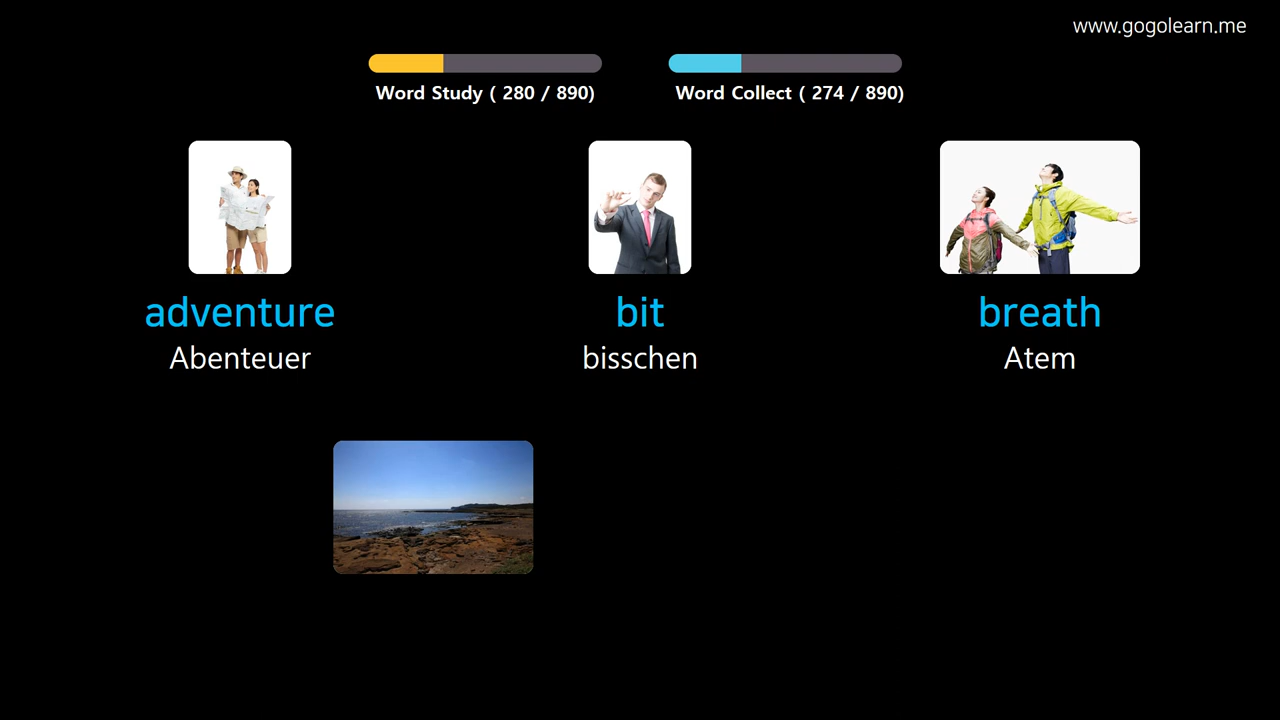 www.gogolearn.me
Word Study ( 280 / 890)
Word Collect ( 274 / 890)
adventure
Abenteuer
bit
bisschen
breath
Atem